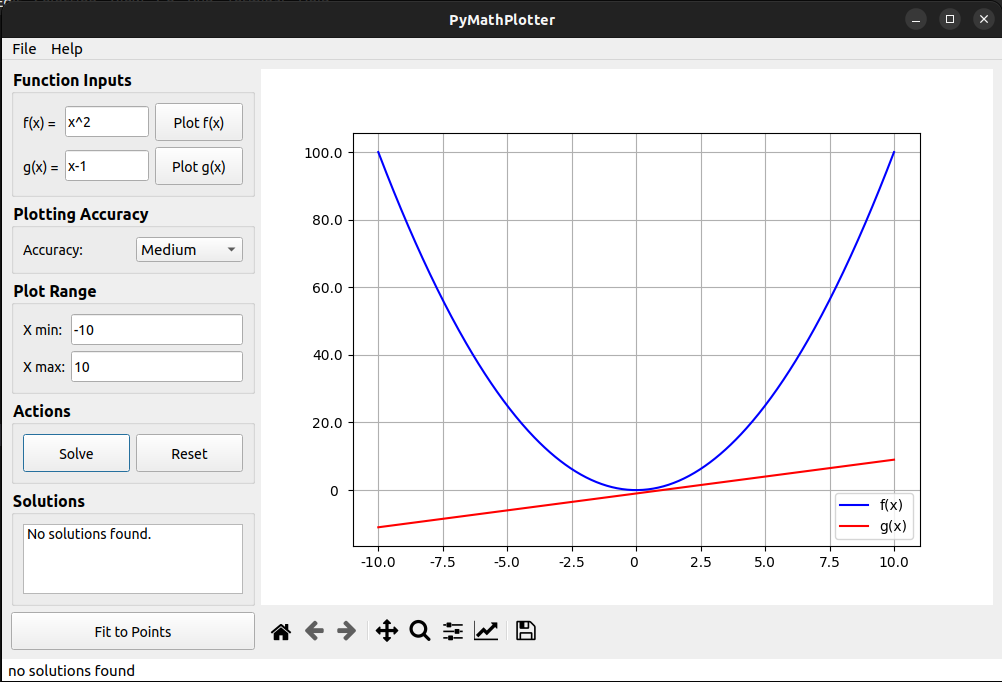 PyMathPlotter
File Help
Function Inputs
f(x) = x^2 Plot f(x)
g(x) = x-1 Plot g(x)
Plotting Accuracy
Accuracy: Medium
Plot Range
X min: -10
X max: 10
Actions
Solve Reset
Solutions
No solutions found.
Fit to Points
100.0
80.0
60.0
40.0
20.0
0
-10.0 -7.5 -5.0 -2.5 0 2.5 5.0 7.5 10.0
f(x)
g(x)
no solutions found